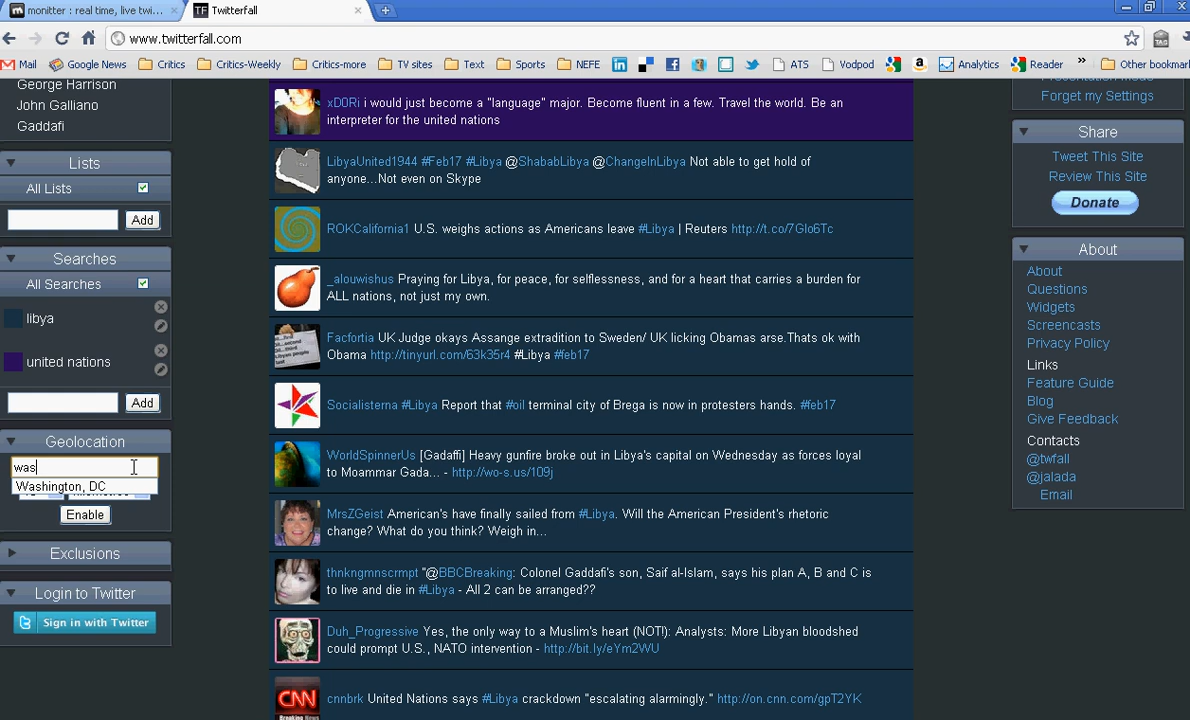 monitter : real time, live twi...
TF Twitterfall
www.twitterfall.com
Mail Google News Critics Critics-Weekly Critics-more TV sites Text Sports NEFE ATS Vodpod Analytics Reader » Other bookmar
George Harrison
John Galliano
Gaddafi
Lists
All Lists
Add
Searches
All Searches
libya
united nations
Add
Geolocation
was
Washington, DC
Enable
Exclusions
Login to Twitter
Sign in with Twitter
xD0Ri i would just become a "language" major. Become fluent in a few. Travel the world. Be an
interpreter for the united nations
LibyaUnited1944 #Feb17 #Libya @ShababLibya @ChangeInLibya Not able to get hold of
anyone...Not even on Skype
ROKCalifornia1 U.S. weighs actions as Americans leave #Libya | Reuters http://t.co/7Glo6Tc
_alouwishus Praying for Libya, for peace, for selflessness, and for a heart that carries a burden for
ALL nations, not just my own.
Facfortia UK Judge okays Assange extradition to Sweden/ UK licking Obamas arse.Thats ok with
Obama http://tinyurl.com/63k35r4 #Libya #feb17
Socialisterna #Libya Report that #oil terminal city of Brega is now in protesters hands. #feb17
WorldSpinnerUs [Gadaffi] Heavy gunfire broke out in Libya's capital on Wednesday as forces loyal
to Moammar Gada... - http://wo-s.us/109j
MrsZGeist American's have finally sailed from #Libya. Will the American President's rhetoric
change? What do you think? Weigh in...
thnkngmnscrmpt "@BBCBreaking: Colonel Gaddafi's son, Saif al-Islam, says his plan A, B and C is
to live and die in #Libya - All 2 can be arranged??
Duh_Progressive Yes, the only way to a Muslim's heart (NOT!): Analysts: More Libyan bloodshed
could prompt U.S., NATO intervention - http://bit.ly/eYm2WU
CNN
cnnbrk United Nations says #Libya crackdown "escalating alarmingly." http://on.cnn.com/gpT2YK
Forget my Settings
Share
Tweet This Site
Review This Site
Donate
About
About
Questions
Widgets
Screencasts
Privacy Policy
Links
Feature Guide
Blog
Give Feedback
Contacts
@twfall
@jalada
Email